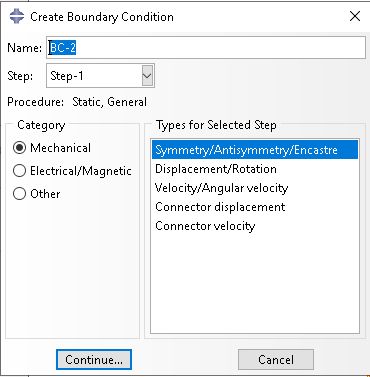 Create Boundary Condition
Name: BC-2
Step: Step-1
Procedure: Static, General
Category
Mechanical
Electrical/Magnetic
Other
Types for Selected Step
Symmetry/Antisymmetry/Encastre
Displacement/Rotation
Velocity/Angular velocity
Connector displacement
Connector velocity
Continue...
Cancel